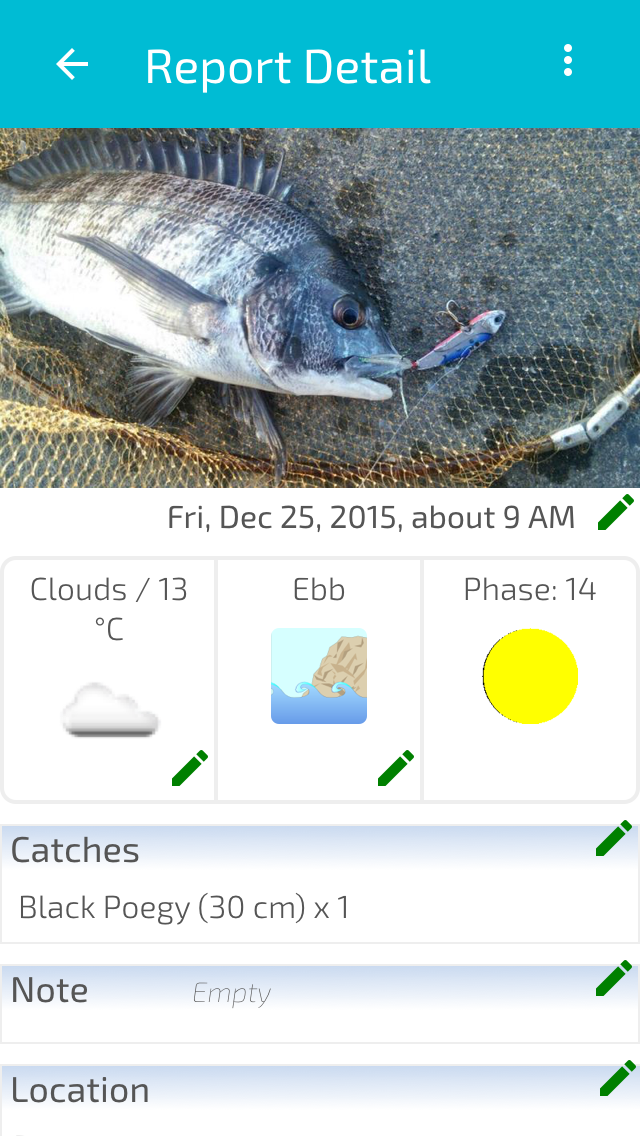 Report Detail
Fri, Dec 25, 2015, about 9 AM
Clouds / 13
°C
Ebb
Phase: 14
Catches
Black Poegy (30 cm) x 1
Note Empty
Location